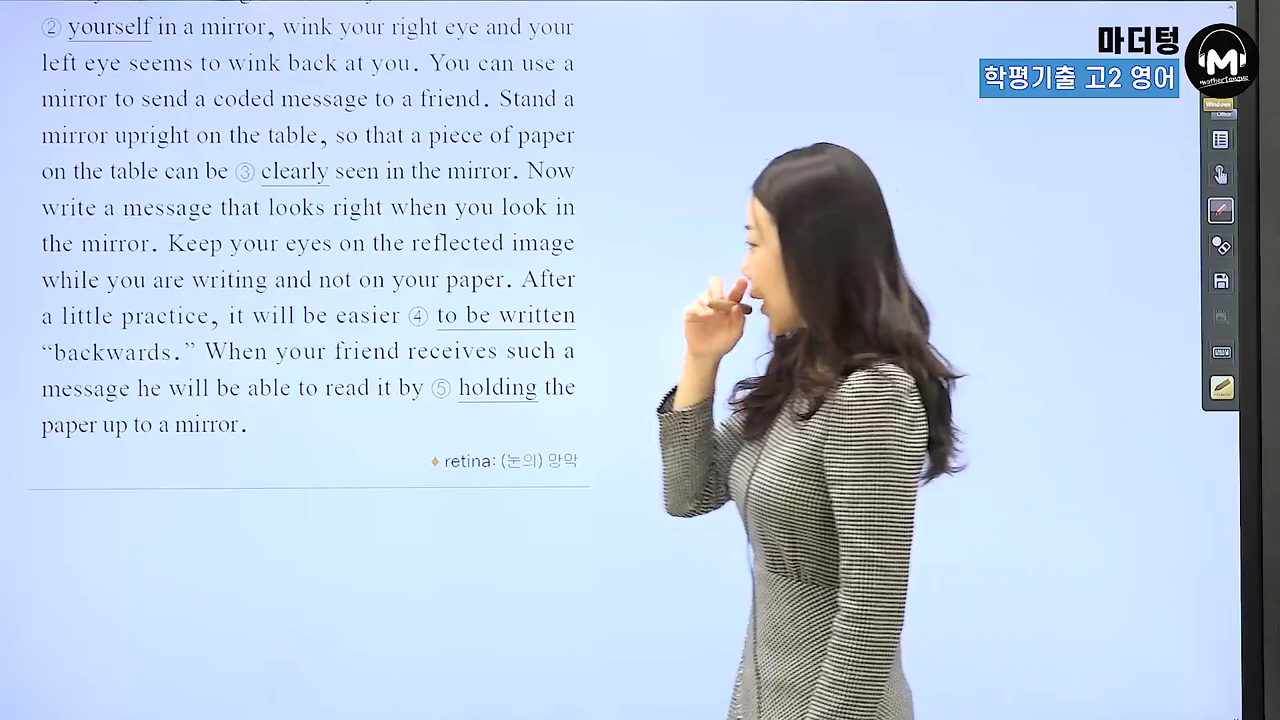 ② yourself in a mirror, wink your right eye and your
left eye seems to wink back at you. You can use a
mirror to send a coded message to a friend. Stand a
mirror upright on the table, so that a piece of paper
on the table can be ③ clearly seen in the mirror. Now
write a message that looks right when you look in
the mirror. Keep your eyes on the reflected image
while you are writing and not on your paper. After
a little practice, it will be easier ④ to be written
“backwards.” When your friend receives such a
message he will be able to read it by ⑤ holding the
paper up to a mirror.
♦ retina: (눈의) 망막
마더텅
학평기출 고2 영어
M
mothertongue
Windows